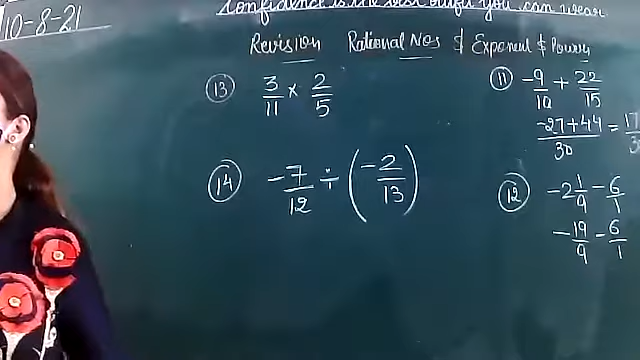 10-8-21
Confidence is the best outfit you can wear
Revision Rational Nos & Exponent & Powers
(13) 3/11 × 2/5
(14) -7/12 ÷ (-2/13)
(11) -9/10 + 22/15
-27+44/30 = 17/3
(12) -2 1/9 - 6/1
-19/9 - 6/1